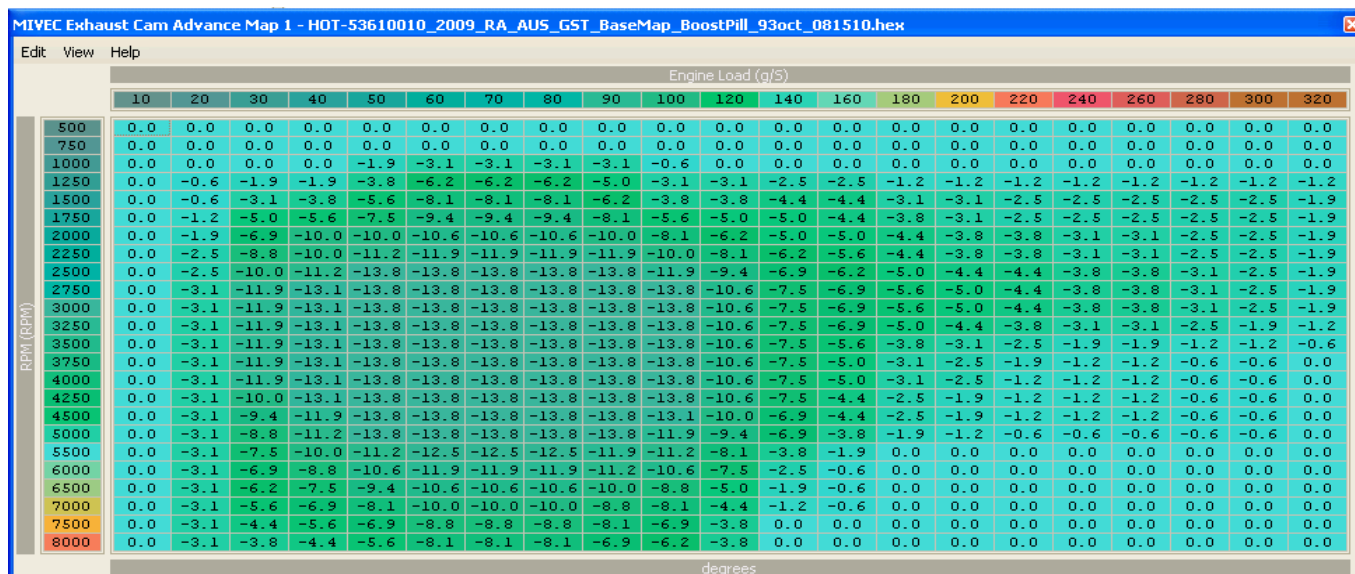 MIVEC Exhaust Cam Advance Map 1 - HOT-53610010_2009_RA_AUS_GST_BaseMap_BoostPill_93oct_081510.hex
Edit View Help
Engine Load (g/S)
10 20 30 40 50 60 70 80 90 100 120 140 160 180 200 220 240 260 280 300 320
RPM (RPM)
500 0.0 0.0 0.0 0.0 0.0 0.0 0.0 0.0 0.0 0.0 0.0 0.0 0.0 0.0 0.0 0.0 0.0 0.0 0.0 0.0 0.0
750 0.0 0.0 0.0 0.0 0.0 0.0 0.0 0.0 0.0 0.0 0.0 0.0 0.0 0.0 0.0 0.0 0.0 0.0 0.0 0.0 0.0
1000 0.0 0.0 0.0 0.0 -1.9 -3.1 -3.1 -3.1 -3.1 -0.6 0.0 0.0 0.0 0.0 0.0 0.0 0.0 0.0 0.0 0.0 0.0
1250 0.0 -0.6 -1.9 -1.9 -3.8 -6.2 -6.2 -6.2 -5.0 -3.1 -3.1 -2.5 -2.5 -1.2 -1.2 -1.2 -1.2 -1.2 -1.2 -1.2 -1.2
1500 0.0 -0.6 -3.1 -3.8 -5.6 -8.1 -8.1 -8.1 -6.2 -3.8 -3.8 -4.4 -4.4 -3.1 -3.1 -2.5 -2.5 -2.5 -2.5 -2.5 -1.9
1750 0.0 -1.2 -5.0 -5.6 -7.5 -9.4 -9.4 -9.4 -8.1 -5.6 -5.0 -5.0 -4.4 -3.8 -3.1 -2.5 -2.5 -2.5 -2.5 -2.5 -1.9
2000 0.0 -1.9 -6.9 -10.0 -10.0 -10.6 -10.6 -10.6 -10.0 -8.1 -6.2 -5.0 -5.0 -4.4 -3.8 -3.8 -3.1 -3.1 -2.5 -2.5 -1.9
2250 0.0 -2.5 -8.8 -10.0 -11.2 -11.9 -11.9 -11.9 -11.9 -10.0 -8.1 -6.2 -5.6 -4.4 -3.8 -3.8 -3.1 -3.1 -2.5 -2.5 -1.9
2500 0.0 -2.5 -10.0 -11.2 -13.8 -13.8 -13.8 -13.8 -13.8 -11.9 -9.4 -6.9 -6.2 -5.0 -4.4 -4.4 -3.8 -3.8 -3.1 -2.5 -1.9
2750 0.0 -3.1 -11.9 -13.1 -13.8 -13.8 -13.8 -13.8 -13.8 -13.8 -10.6 -7.5 -6.9 -5.6 -5.0 -4.4 -3.8 -3.8 -3.1 -2.5 -1.9
3000 0.0 -3.1 -11.9 -13.1 -13.8 -13.8 -13.8 -13.8 -13.8 -13.8 -10.6 -7.5 -6.9 -5.6 -5.0 -4.4 -3.8 -3.8 -3.1 -2.5 -1.9
3250 0.0 -3.1 -11.9 -13.1 -13.8 -13.8 -13.8 -13.8 -13.8 -13.8 -10.6 -7.5 -6.9 -5.0 -4.4 -3.8 -3.1 -3.1 -2.5 -1.9 -1.2
3500 0.0 -3.1 -11.9 -13.1 -13.8 -13.8 -13.8 -13.8 -13.8 -13.8 -10.6 -7.5 -5.6 -3.8 -3.1 -2.5 -1.9 -1.9 -1.2 -1.2 -0.6
3750 0.0 -3.1 -11.9 -13.1 -13.8 -13.8 -13.8 -13.8 -13.8 -13.8 -10.6 -7.5 -5.0 -3.1 -2.5 -1.9 -1.2 -1.2 -0.6 -0.6 0.0
4000 0.0 -3.1 -11.9 -13.1 -13.8 -13.8 -13.8 -13.8 -13.8 -13.8 -10.6 -7.5 -5.0 -3.1 -2.5 -1.2 -1.2 -1.2 -0.6 -0.6 0.0
4250 0.0 -3.1 -10.0 -13.1 -13.8 -13.8 -13.8 -13.8 -13.8 -13.8 -10.6 -7.5 -4.4 -2.5 -1.9 -1.2 -1.2 -1.2 -0.6 -0.6 0.0
4500 0.0 -3.1 -9.4 -11.9 -13.8 -13.8 -13.8 -13.8 -13.8 -13.1 -10.0 -6.9 -4.4 -2.5 -1.9 -1.2 -1.2 -1.2 -0.6 -0.6 0.0
5000 0.0 -3.1 -8.8 -11.2 -13.8 -13.8 -13.8 -13.8 -13.8 -11.9 -9.4 -6.9 -3.8 -1.9 -1.2 -0.6 -0.6 -0.6 -0.6 -0.6 0.0
5500 0.0 -3.1 -7.5 -10.0 -11.2 -12.5 -12.5 -12.5 -11.9 -11.2 -8.1 -3.8 -1.9 0.0 0.0 0.0 0.0 0.0 0.0 0.0 0.0
6000 0.0 -3.1 -6.9 -8.8 -10.6 -11.9 -11.9 -11.9 -11.2 -10.6 -7.5 -2.5 -0.6 0.0 0.0 0.0 0.0 0.0 0.0 0.0 0.0
6500 0.0 -3.1 -6.2 -7.5 -9.4 -10.6 -10.6 -10.6 -10.0 -8.8 -5.0 -1.9 -0.6 0.0 0.0 0.0 0.0 0.0 0.0 0.0 0.0
7000 0.0 -3.1 -5.6 -6.9 -8.1 -10.0 -10.0 -10.0 -8.8 -8.1 -4.4 -1.2 -0.6 0.0 0.0 0.0 0.0 0.0 0.0 0.0 0.0
7500 0.0 -3.1 -4.4 -5.6 -6.9 -8.8 -8.8 -8.8 -8.1 -6.9 -3.8 0.0 0.0 0.0 0.0 0.0 0.0 0.0 0.0 0.0 0.0
8000 0.0 -3.1 -3.8 -4.4 -5.6 -8.1 -8.1 -8.1 -6.9 -6.2 -3.8 0.0 0.0 0.0 0.0 0.0 0.0 0.0 0.0 0.0 0.0
degrees